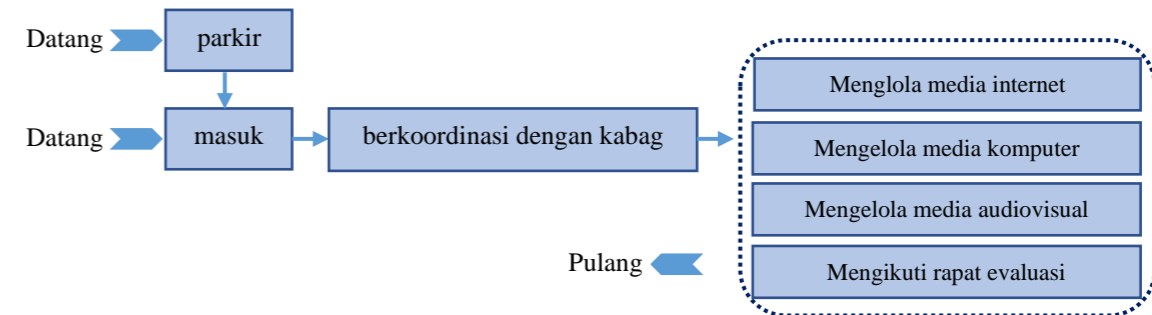 Datang
parkir
Datang
masuk
berkoordinasi dengan kabag
Menglola media internet
Mengelola media komputer
Mengelola media audiovisual
Mengikuti rapat evaluasi
Pulang